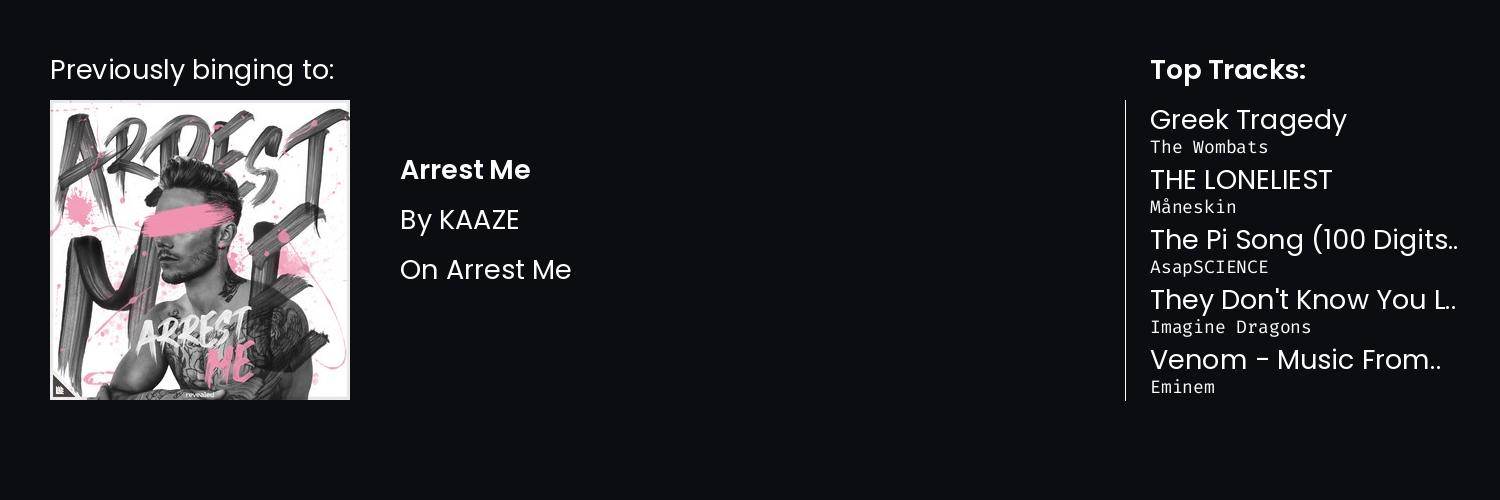 Previously binging to:
ARREST
ME
ARREST
ME
revealed
Arrest Me
By KAAZE
On Arrest Me
Top Tracks:
Greek Tragedy
The Wombats
THE LONELIEST
Måneskin
The Pi Song (100 Digits..
AsapSCIENCE
They Don't Know You L..
Imagine Dragons
Venom - Music From..
Eminem